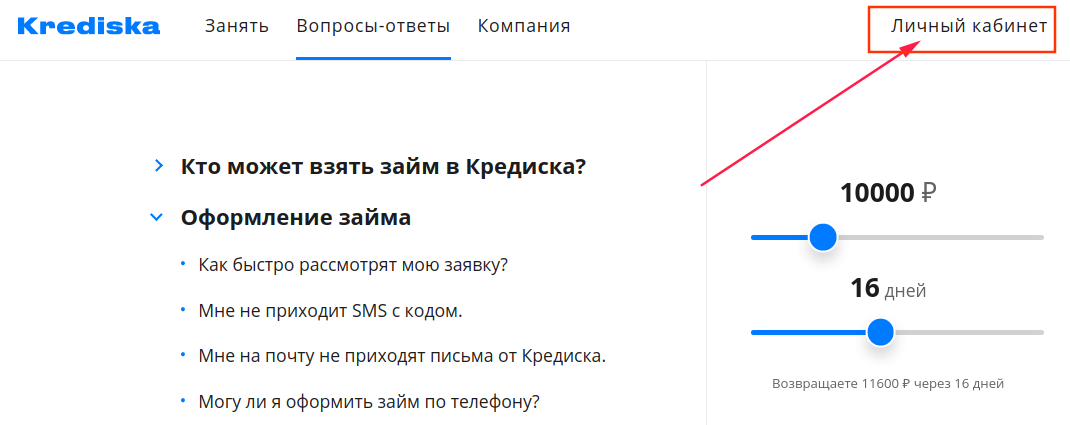 Krediska Занять Вопросы-ответы Компания Личный кабинет
Кто может взять займ в Кредиска?
Оформление займа
Как быстро рассмотрят мою заявку?
Мне не приходит SMS с кодом.
Мне на почту не приходят письма от Кредиска.
Могу ли я оформить займ по телефону?
10000 ₽
16 дней
Возвращаете 11600 ₽ через 16 дней